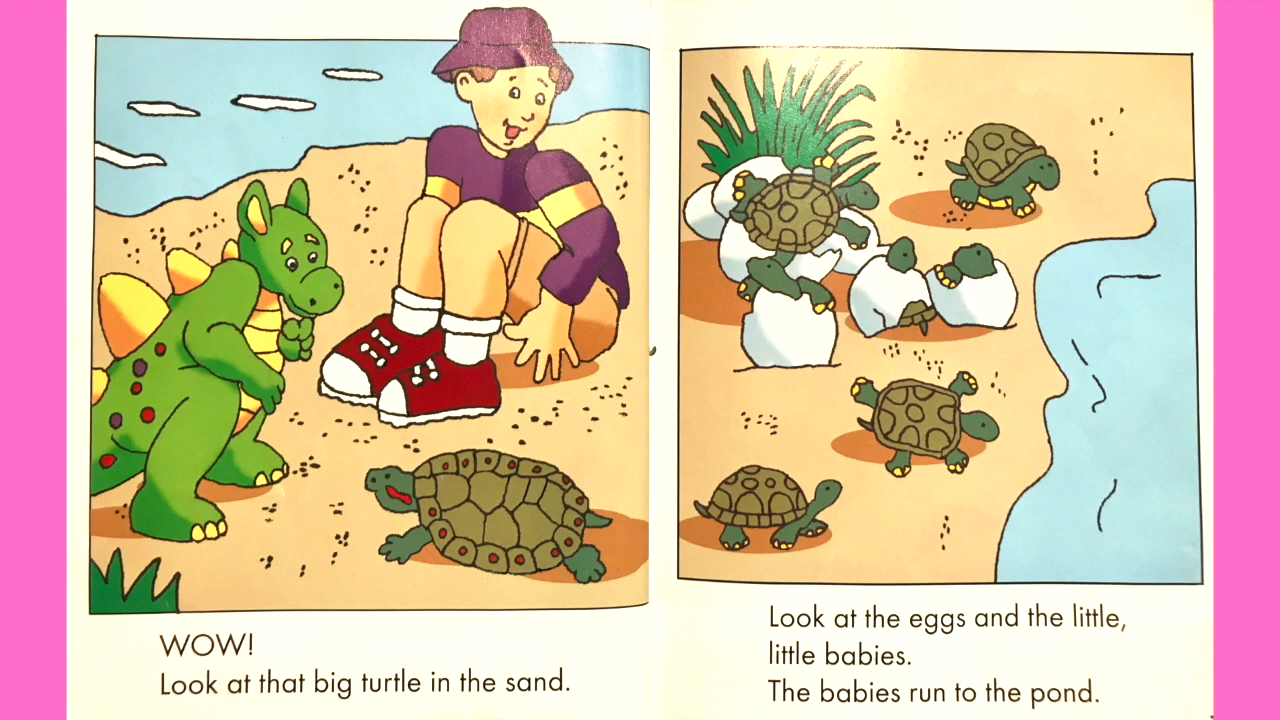 WOW!
Look at that big turtle in the sand.
Look at the eggs and the little,
little babies.
The babies run to the pond.